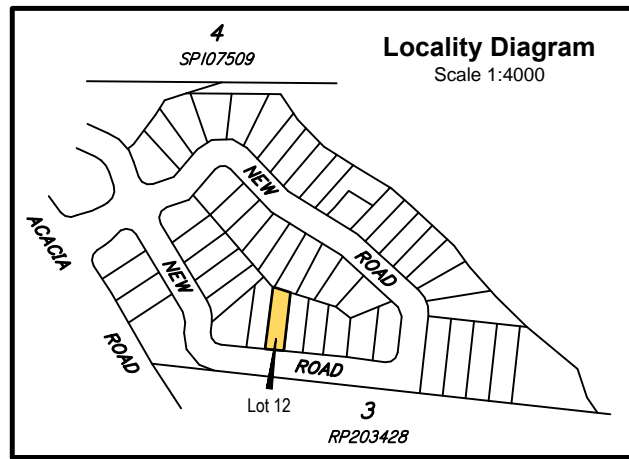 4
SP107509
Locality Diagram
Scale 1:4000
NEW
ROAD
ACACIA
ROAD
NEW
ROAD
Lot 12
3
RP203428